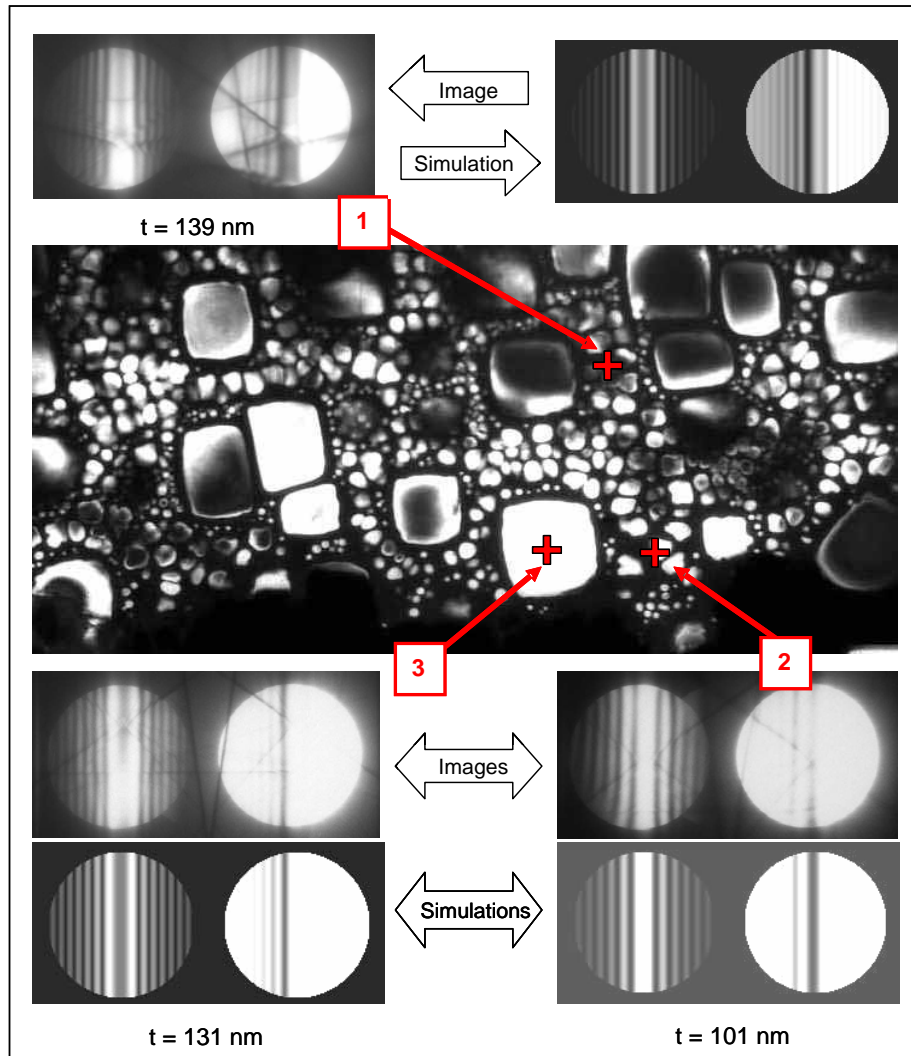 Image
Simulation
t = 139 nm
1
3
2
Images
Simulations
t = 131 nm
t = 101 nm